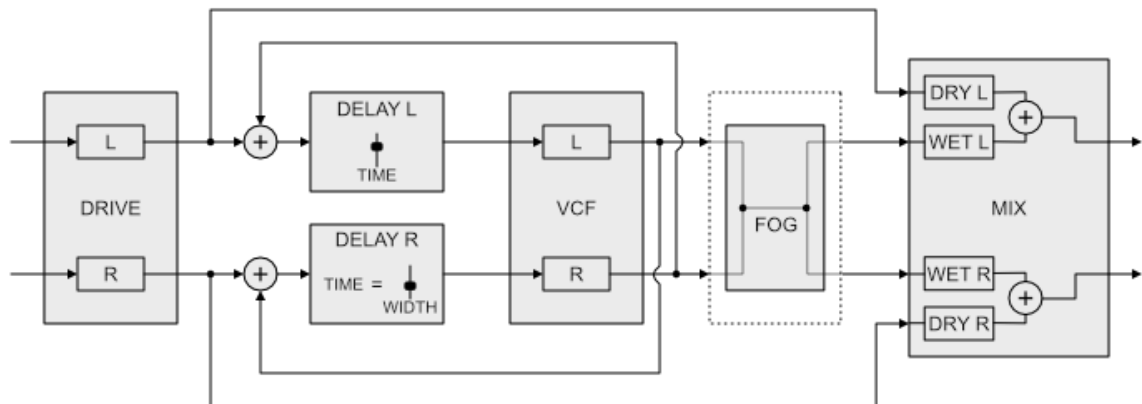 DRIVE
L
R
+
+
DELAY L
TIME
DELAY R
TIME =
WIDTH
VCF
L
R
FOG
DRY L
WET L
+
MIX
WET R
+
DRY R